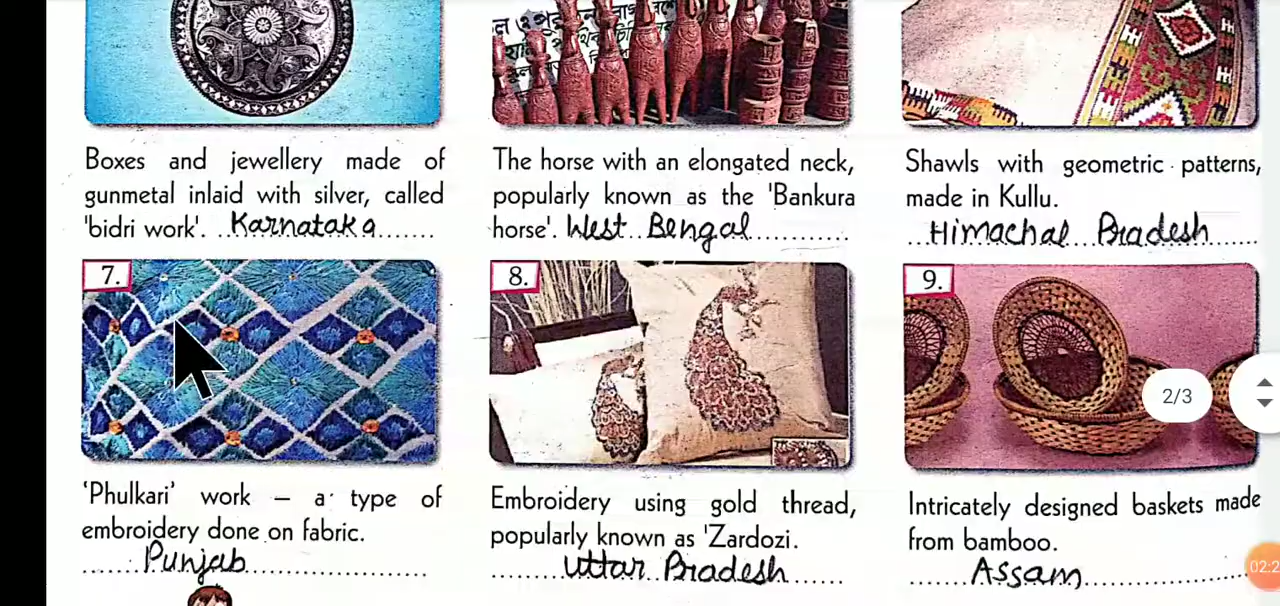 Boxes and jewellery made of
gunmetal inlaid with silver, called
'bidri work'. Karnataka
The horse with an elongated neck,
popularly known as the 'Bankura
horse'. West Bengal
Shawls with geometric patterns,
made in Kullu.
Himachal Pradesh
7.
8.
9.
2/3
'Phulkari' work – a type of
embroidery done on fabric.
Punjab
Embroidery using gold thread,
popularly known as 'Zardozi.
Uttar Pradesh
Intricately designed baskets made
from bamboo.
Assam